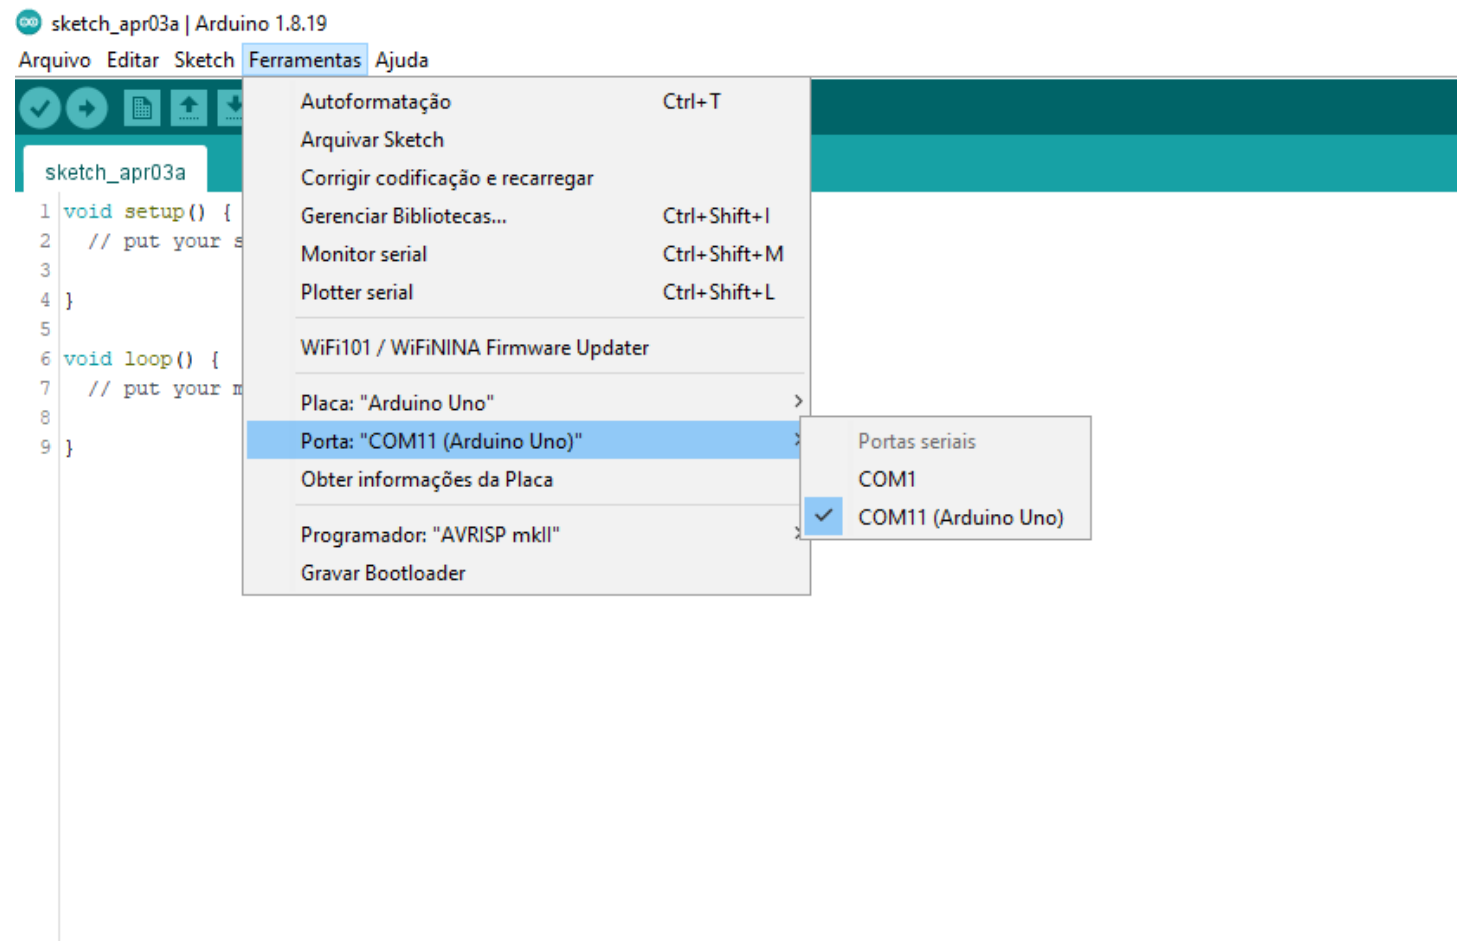 sketch_apr03a | Arduino 1.8.19
Arquivo Editar Sketch Ferramentas Ajuda
Autoformatação Ctrl+T
Arquivar Sketch
Corrigir codificação e recarregar
Gerenciar Bibliotecas... Ctrl+Shift+I
Monitor serial Ctrl+Shift+M
Plotter serial Ctrl+Shift+L
WiFi101 / WiFiNINA Firmware Updater
Placa: "Arduino Uno"
Porta: "COM11 (Arduino Uno)"
Obter informações da Placa
Programador: "AVRISP mkII"
Gravar Bootloader
Portas seriais
COM1
COM11 (Arduino Uno)
sketch_apr03a
1 void setup() {
2 // put your s
3
4 }
5
6 void loop() {
7 // put your m
8
9 }